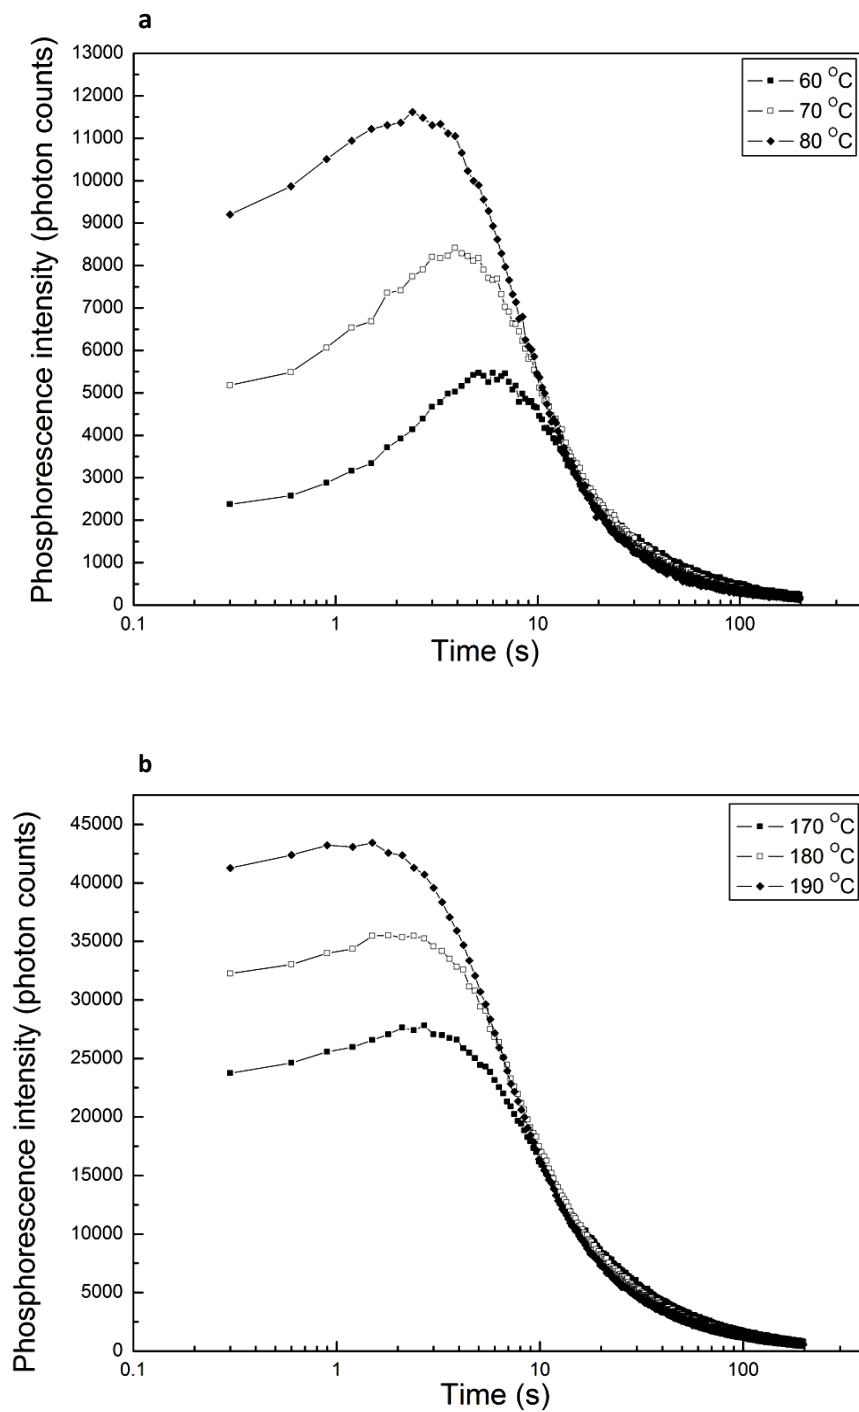 a
13000
12000
11000
10000
9000
8000
7000
6000
5000
4000
3000
2000
1000
0
Phosphorescence intensity (photon counts)
60 °C
70 °C
80 °C
0.1
1
10
100
Time (s)
b
45000
40000
35000
30000
25000
20000
15000
10000
5000
0
Phosphorescence intensity (photon counts)
170 °C
180 °C
190 °C
0.1
1
10
100
Time (s)